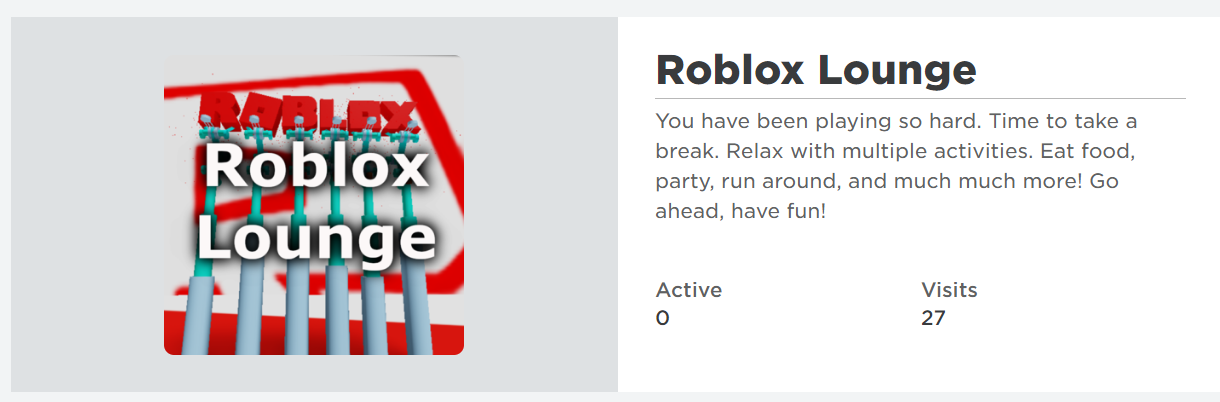 Roblox Lounge
You have been playing so hard. Time to take a
break. Relax with multiple activities. Eat food,
party, run around, and much much more! Go
ahead, have fun!
Active
0
Visits
27
ROBLOX
Roblox
Lounge